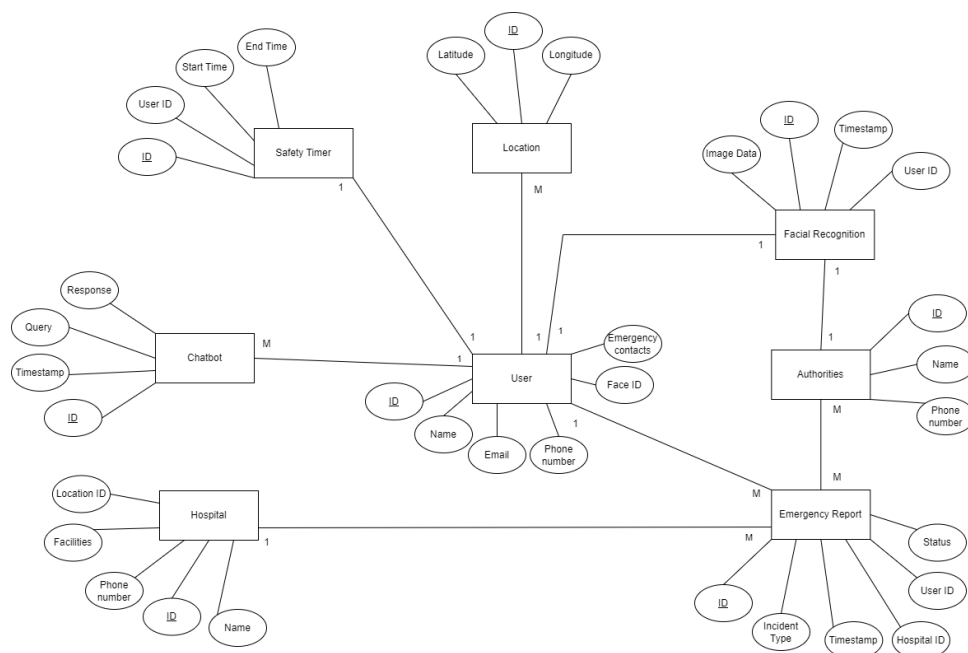 End Time
Start Time
User ID
ID
Safety Timer
1
ID
Latitude
Longitude
Location
M
ID
Timestamp
Image Data
User ID
Facial Recognition
1
1
Response
Query
Timestamp
ID
Chatbot
M
1
1
1
1
User
Emergency
contacts
Face ID
ID
Name
Email
Phone
number
1
1
Authorities
M
ID
Name
Phone
number
Location ID
Facilities
Phone
number
ID
Name
Hospital
1
M
M
M
Emergency Report
Status
User ID
ID
Incident
Type
Timestamp
Hospital ID